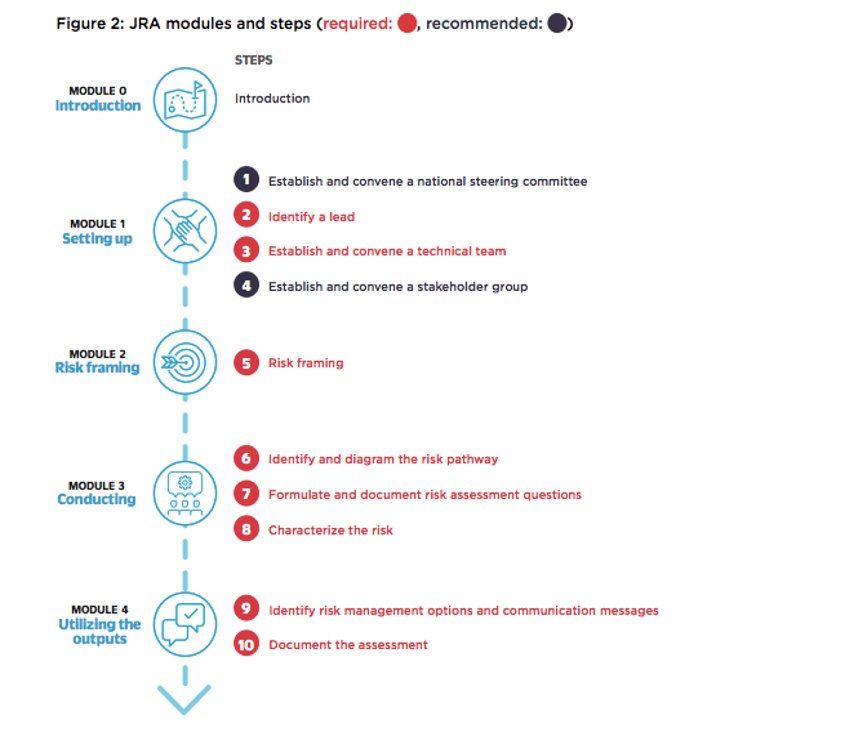 Figure 2: JRA modules and steps (required: , recommended: )
STEPS
MODULE 0
Introduction
Introduction
MODULE 1
Setting up
1 Establish and convene a national steering committee
2 Identify a lead
3 Establish and convene a technical team
4 Establish and convene a stakeholder group
MODULE 2
Risk framing
5 Risk framing
MODULE 3
Conducting
6 Identify and diagram the risk pathway
7 Formulate and document risk assessment questions
8 Characterize the risk
MODULE 4
Utilizing the
outputs
9 Identify risk management options and communication messages
10 Document the assessment